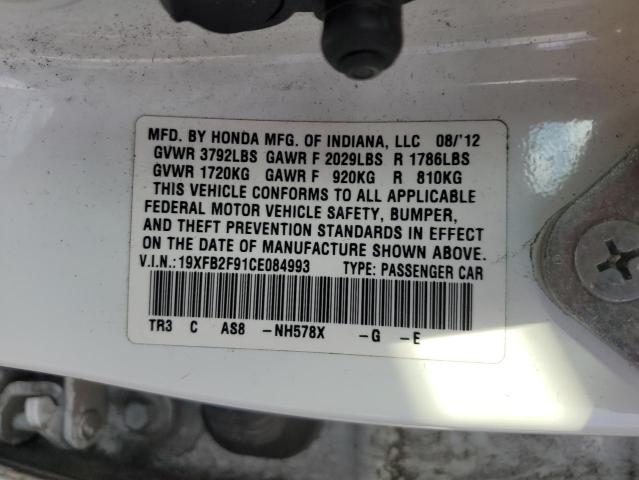 MFD. BY HONDA MFG. OF INDIANA, LLC 08/'12
GVWR 3792LBS GAWR F 2029LBS R 1786LBS
GVWR 1720KG GAWR F 920KG R 810KG
THIS VEHICLE CONFORMS TO ALL APPLICABLE
FEDERAL MOTOR VEHICLE SAFETY, BUMPER,
AND THEFT PREVENTION STANDARDS IN EFFECT
ON THE DATE OF MANUFACTURE SHOWN ABOVE.
V.I.N.:19XFB2F91CE084993 TYPE: PASSENGER CAR
TR3 C AS8 -NH578X -G -E